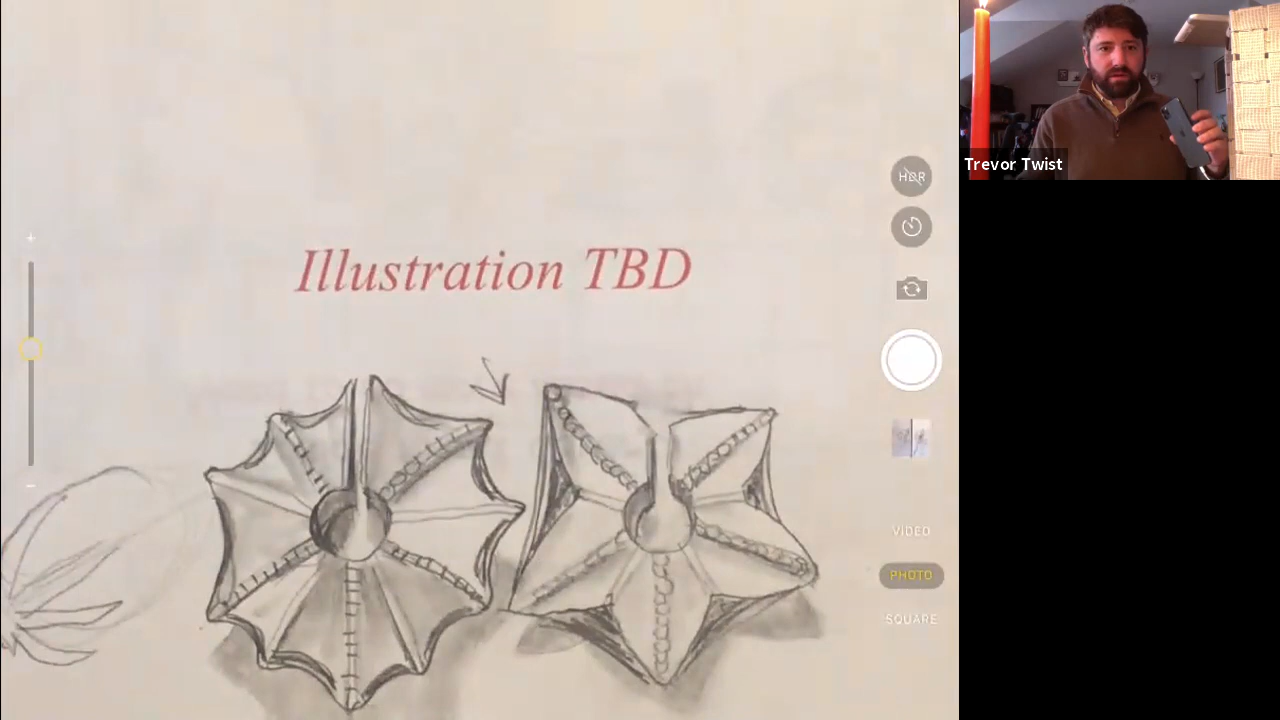 Illustration TBD
Trevor Twist
HDR
VIDEO
PHOTO
SQUARE